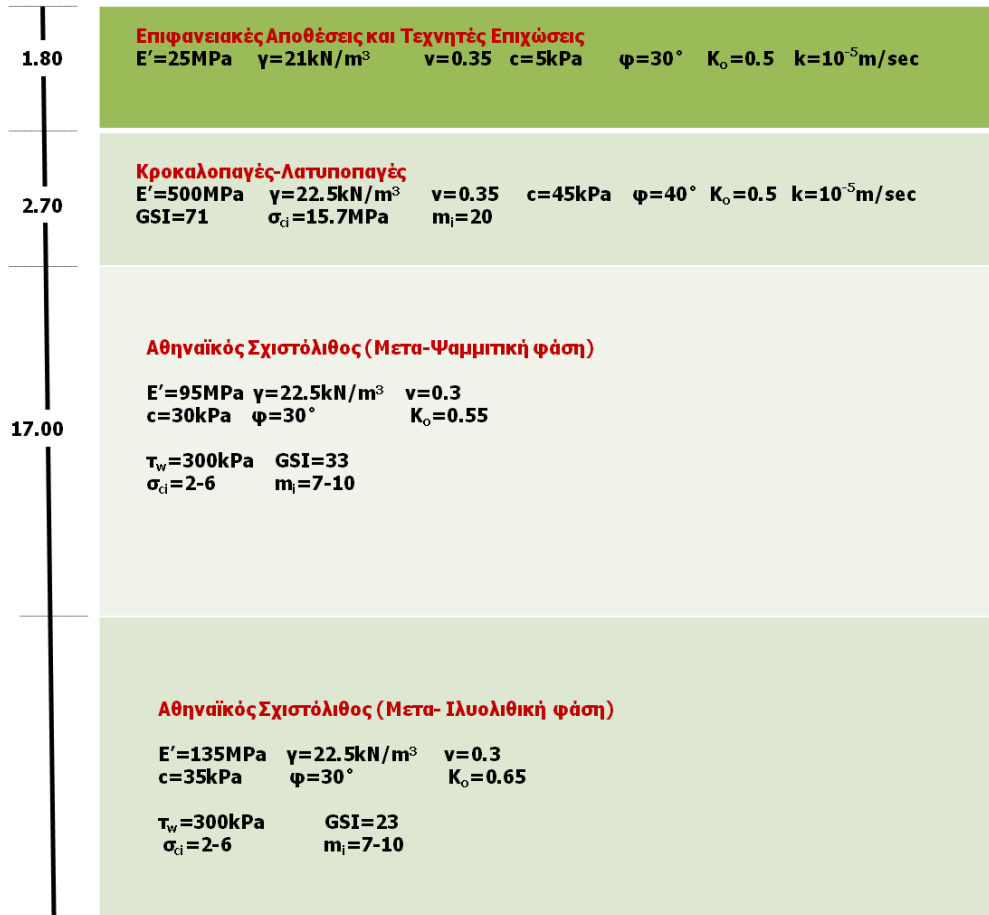 Επιφανειακές Αποθέσεις και Τεχνητές Επιχώσεις
1.80 E΄=25MPa γ=21kN/m³ v=0.35 c=5kPa φ=30° Kₒ=0.5 k=10⁻⁵m/sec
Κροκαλοπαγές-Λατυποπαγές
2.70 E΄=500MPa γ=22.5kN/m³ v=0.35 c=45kPa φ=40° Kₒ=0.5 k=10⁻⁵m/sec
GSI=71 σci=15.7MPa mi=20
Αθηναϊκός Σχιστόλιθος (Μετα-Ψαμμιτική φάση)
E΄=95MPa γ=22.5kN/m³ v=0.3
c=30kPa φ=30° Kₒ=0.55
17.00
τw=300kPa GSI=33
σci=2-6 mi=7-10
Αθηναϊκός Σχιστόλιθος (Μετα- Ιλυολιθική φάση)
E΄=135MPa γ=22.5kN/m³ v=0.3
c=35kPa φ=30° Kₒ=0.65
τw=300kPa GSI=23
σci=2-6 mi=7-10